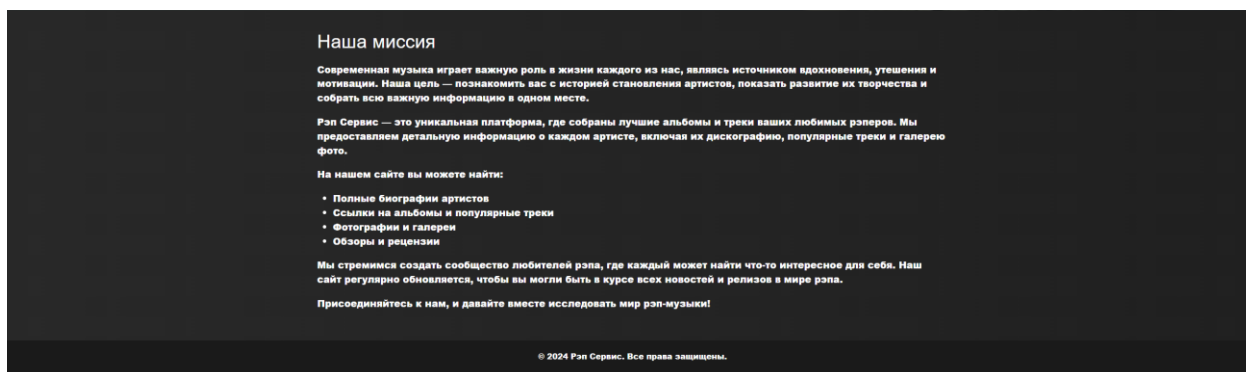 Наша миссия
Современная музыка играет важную роль в жизни каждого из нас, являясь источником вдохновения, утешения и
мотивации. Наша цель — познакомить вас с историей становления артистов, показать развитие их творчества и
собрать всю важную информацию в одном месте.
Рэп Сервис — это уникальная платформа, где собраны лучшие альбомы и треки ваших любимых рэперов. Мы
предоставляем детальную информацию о каждом артисте, включая их дискографию, популярные треки и галерею
фото.
На нашем сайте вы можете найти:
• Полные биографии артистов
• Ссылки на альбомы и популярные треки
• Фотографии и галереи
• Обзоры и рецензии
Мы стремимся создать сообщество любителей рэпа, где каждый может найти что-то интересное для себя. Наш
сайт регулярно обновляется, чтобы вы могли быть в курсе всех новостей и релизов в мире рэпа.
Присоединяйтесь к нам, и давайте вместе исследовать мир рэп-музыки!
© 2024 Рэп Сервис. Все права защищены.